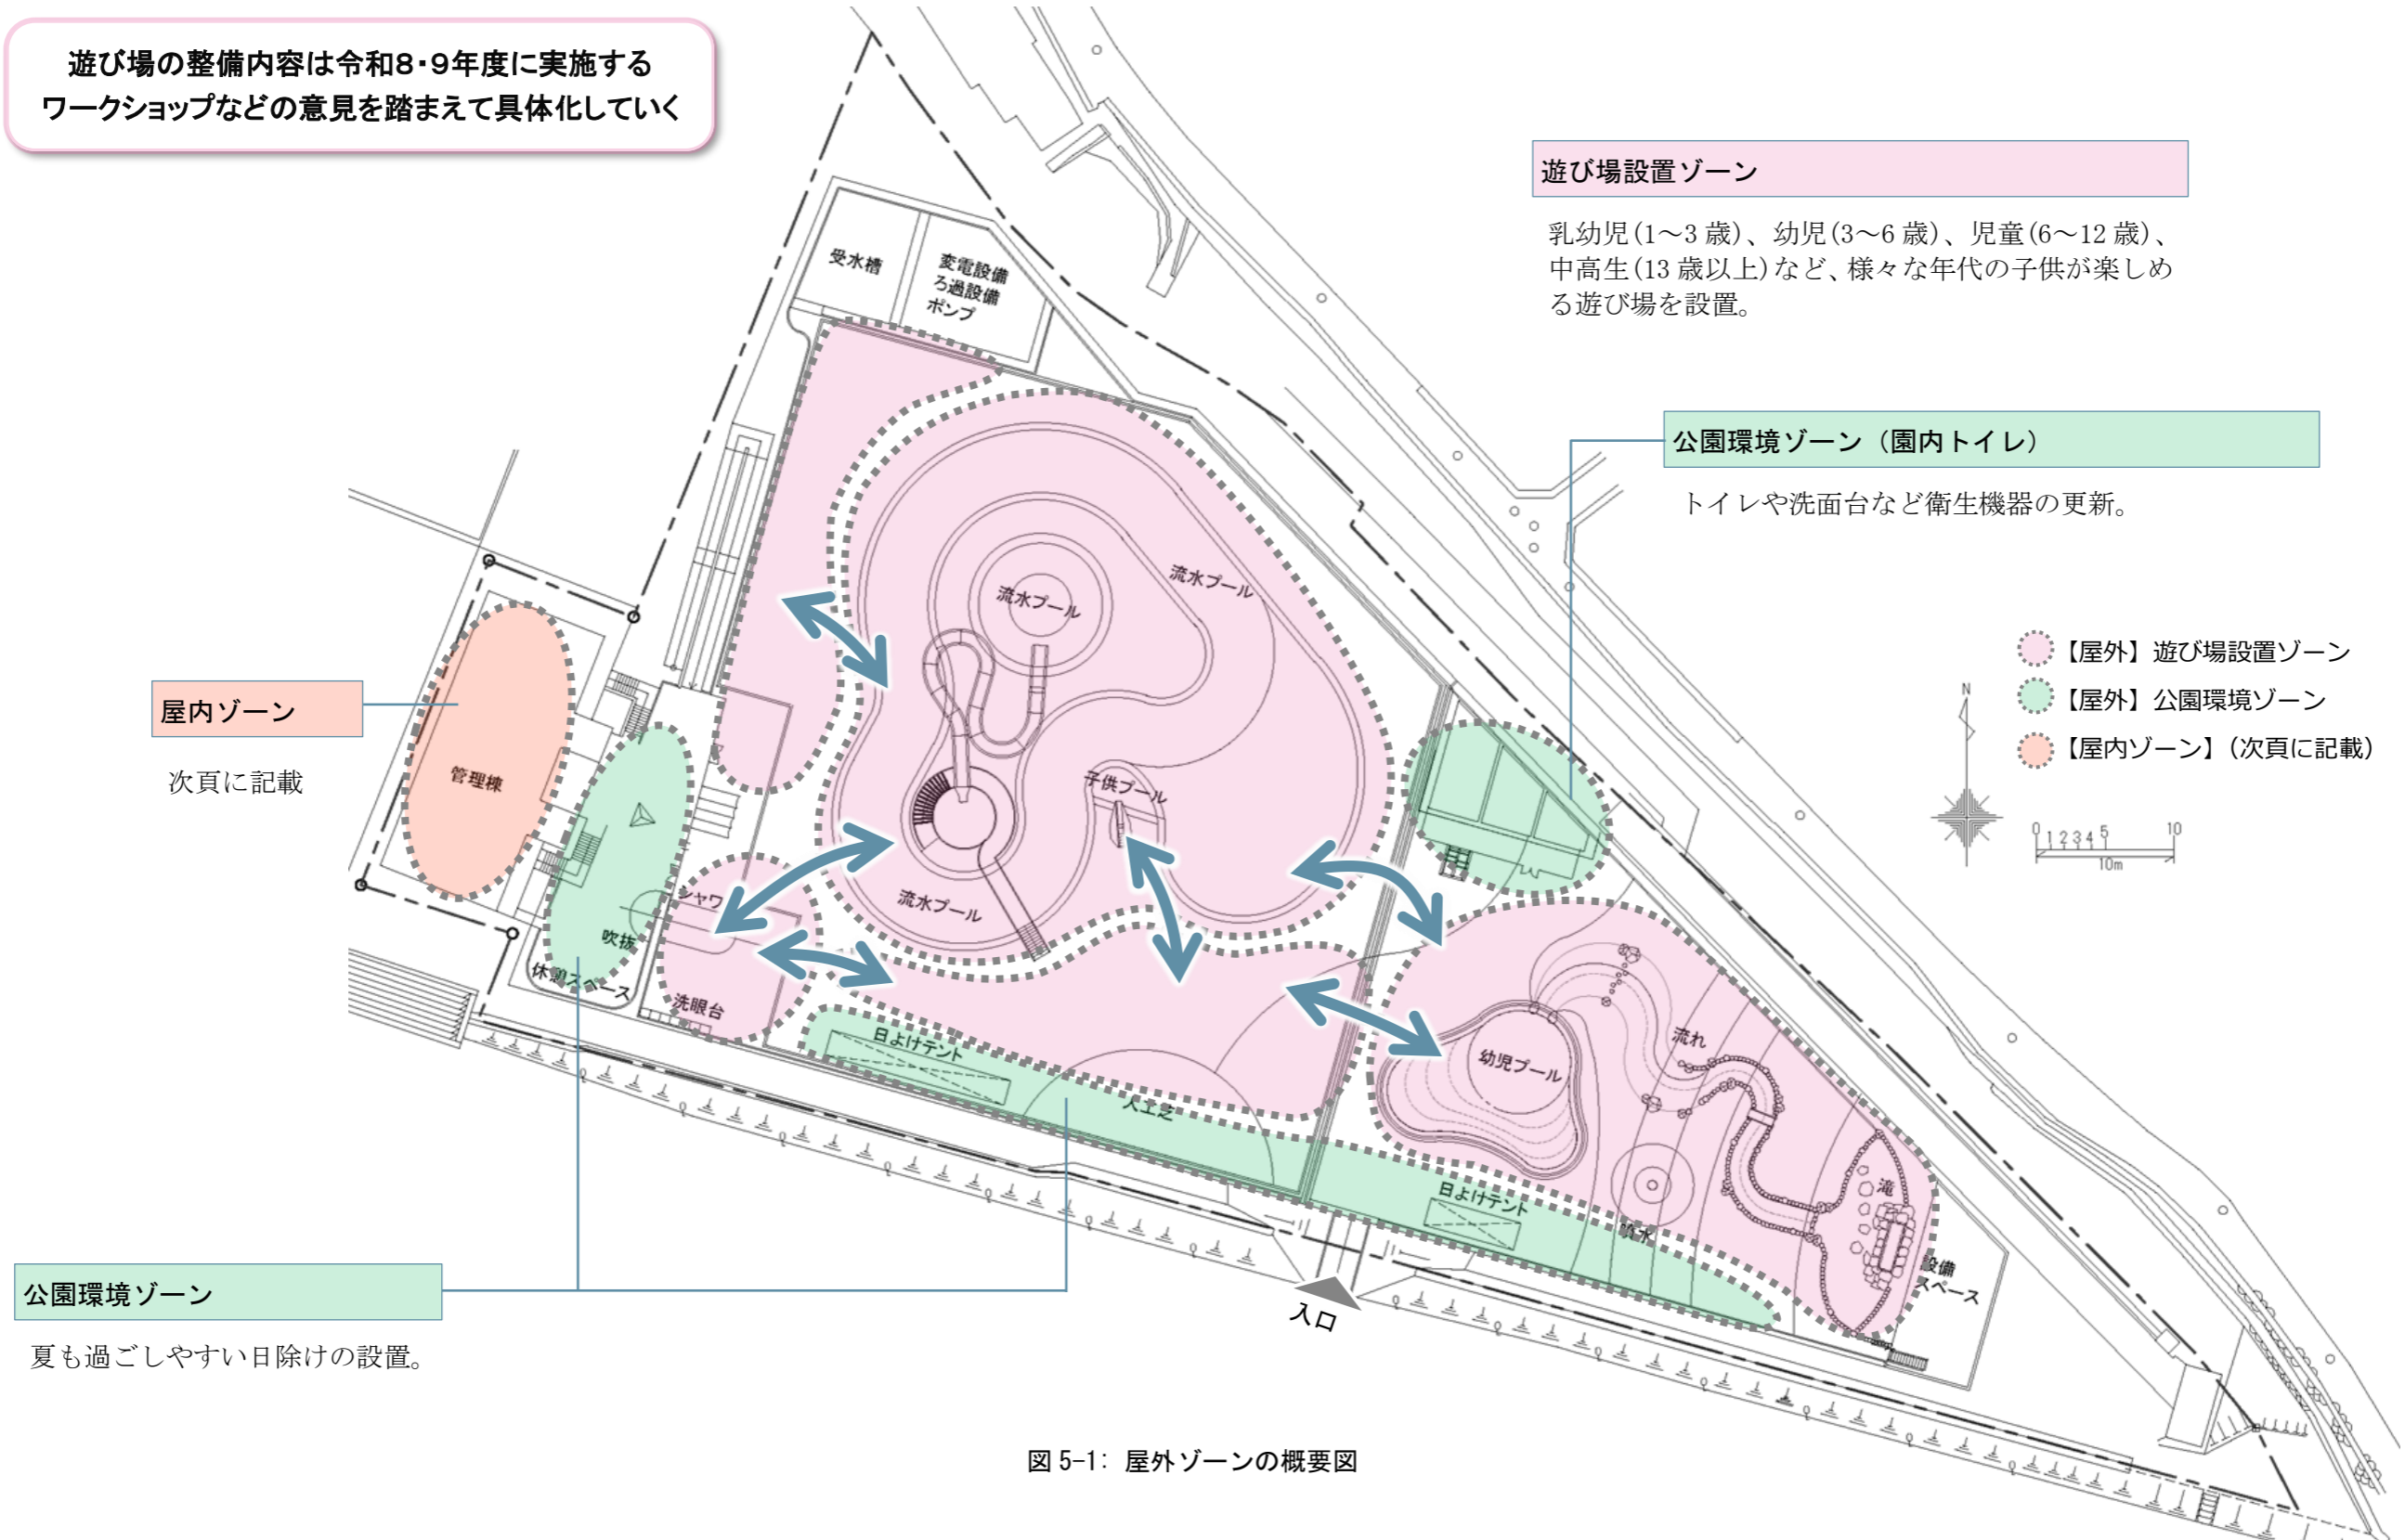 遊び場の整備内容は令和8・9年度に実施する
ワークショップなどの意見を踏まえて具体化していく
遊び場設置ゾーン
乳幼児(1～3 歳)、幼児(3～6 歳)、児童(6～12 歳)、
中高生(13 歳以上)など、様々な年代の子供が楽しめ
る遊び場を設置。
受水槽
変電設備
ろ過設備
ポンプ
公園環境ゾーン（園内トイレ）
トイレや洗面台など衛生機器の更新。
流水プール
流水プール
【屋外】遊び場設置ゾーン
【屋外】公園環境ゾーン
【屋内ゾーン】（次頁に記載）
N
0 1 2 3 4 5 10
10m
屋内ゾーン
次頁に記載
管理棟
子供プール
シャワ
流水プール
吹抜
休憩スペース
洗眼台
日よけテント
人工芝
幼児プール
流れ
滝
日よけテント
噴水
設備
スペース
入口
公園環境ゾーン
夏も過ごしやすい日除けの設置。
図 5-1: 屋外ゾーンの概要図